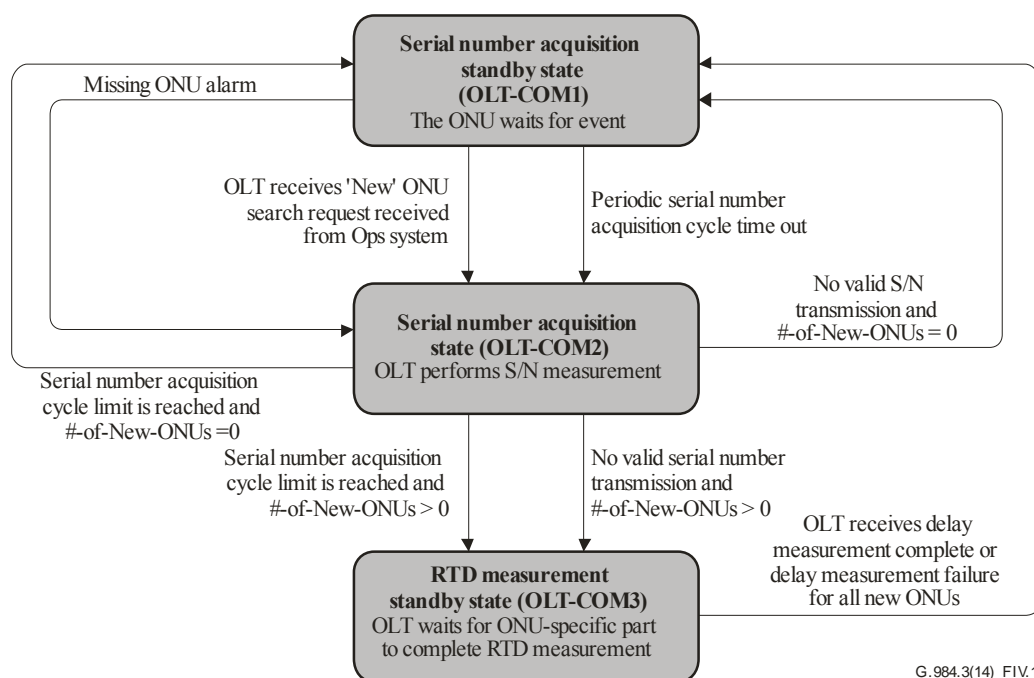 Serial number acquisition
standby state
(OLT-COM1)
The ONU waits for event
Missing ONU alarm
OLT receives 'New' ONU
search request received
from Ops system
Periodic serial number
acquisition cycle time out
No valid S/N
transmission and
#-of-New-ONUs = 0
Serial number acquisition
state (OLT-COM2)
OLT performs S/N measurement
Serial number acquisition
cycle limit is reached and
#-of-New-ONUs =0
Serial number acquisition
cycle limit is reached and
#-of-New-ONUs > 0
No valid serial number
transmission and
#-of-New-ONUs > 0
OLT receives delay
measurement complete or
delay measurement failure
for all new ONUs
RTD measurement
standby state (OLT-COM3)
OLT waits for ONU-specific part
to complete RTD measurement
G.984.3(14)_FIV.1